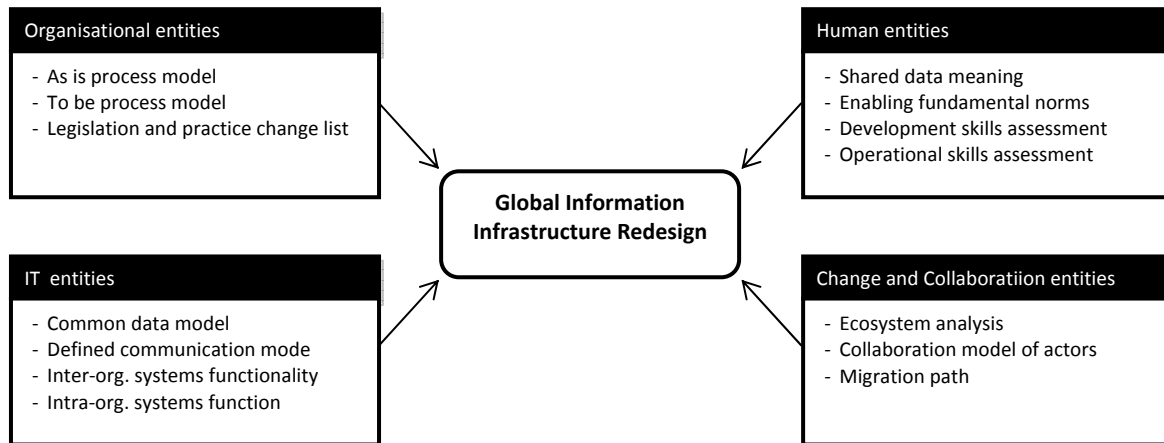 Organisational entities
- As is process model
- To be process model
- Legislation and practice change list
Human entities
- Shared data meaning
- Enabling fundamental norms
- Development skills assessment
- Operational skills assessment
Global Information
Infrastructure Redesign
IT entities
- Common data model
- Defined communication mode
- Inter-org. systems functionality
- Intra-org. systems function
Change and Collaboratiion entities
- Ecosystem analysis
- Collaboration model of actors
- Migration path